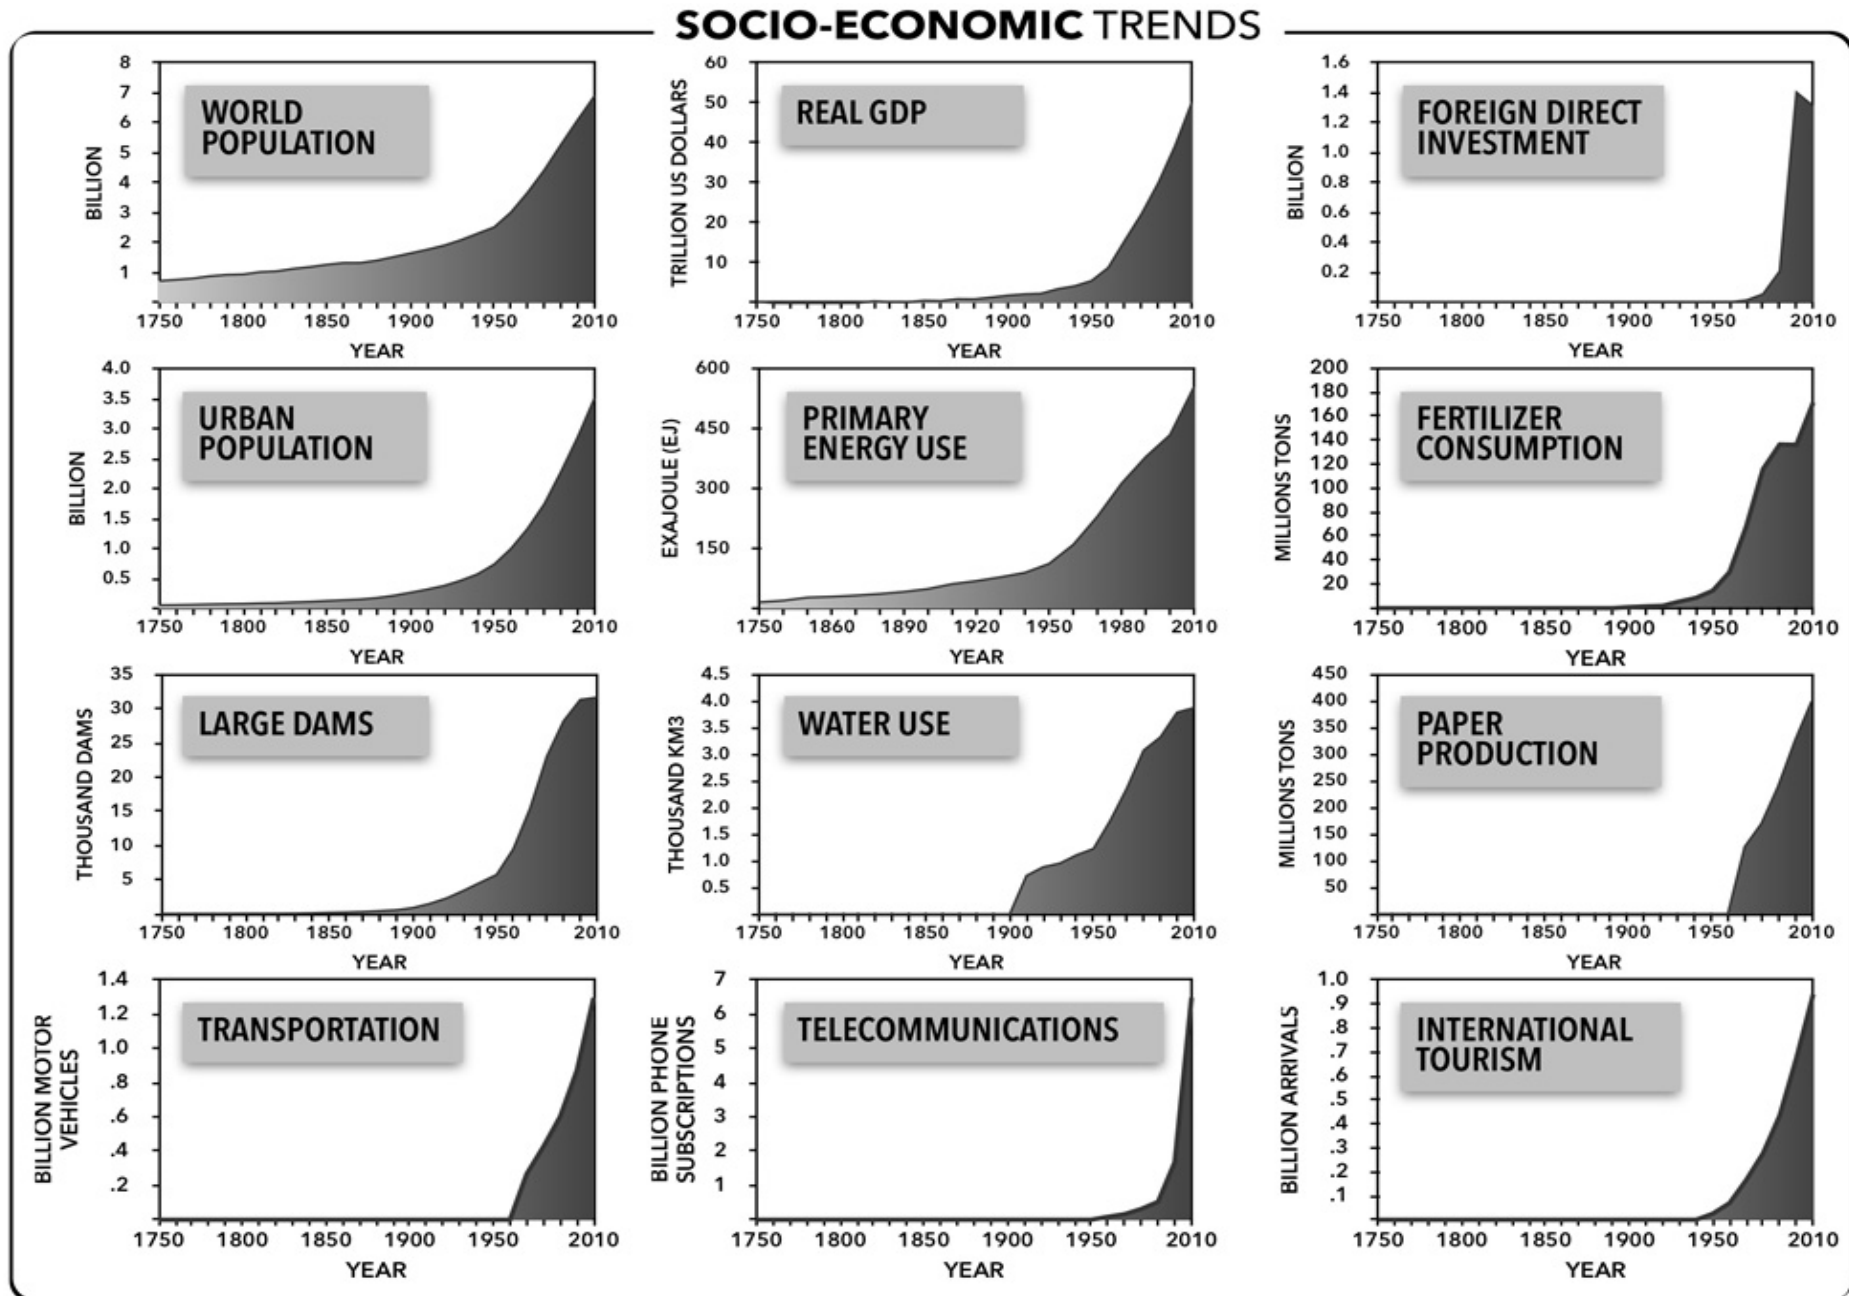 SOCIO-ECONOMIC TRENDS
WORLD
POPULATION
BILLION
8
7
6
5
4
3
2
1
1750 1800 1850 1900 1950 2010
YEAR
REAL GDP
TRILLION US DOLLARS
60
50
40
30
20
10
1750 1800 1850 1900 1950 2010
YEAR
FOREIGN DIRECT
INVESTMENT
BILLION
1.6
1.4
1.2
1.0
0.8
0.6
0.4
0.2
1750 1800 1850 1900 1950 2010
YEAR
URBAN
POPULATION
BILLION
4.0
3.5
3.0
2.5
2.0
1.5
1.0
0.5
1750 1800 1850 1900 1950 2010
YEAR
PRIMARY
ENERGY USE
EXAJOULE (EJ)
600
450
300
150
1750 1860 1890 1920 1950 1980 2010
YEAR
FERTILIZER
CONSUMPTION
MILLIONS TONS
200
180
160
140
120
100
80
60
40
20
1750 1800 1850 1900 1950 2010
YEAR
LARGE DAMS
THOUSAND DAMS
35
30
25
20
15
10
5
1750 1800 1850 1900 1950 2010
YEAR
WATER USE
THOUSAND KM3
4.5
4.0
3.0
2.5
2.0
1.5
1.0
0.5
1750 1800 1850 1900 1950 2010
YEAR
PAPER
PRODUCTION
MILLIONS TONS
450
400
350
300
250
200
150
100
50
1750 1800 1850 1900 1950 2010
YEAR
TRANSPORTATION
BILLION MOTOR
VEHICLES
1.4
1.2
1.0
.8
.6
.4
.2
1750 1800 1850 1900 1950 2010
YEAR
TELECOMMUNICATIONS
BILLION PHONE
SUBSCRIPTIONS
7
6
5
4
3
2
1
1750 1800 1850 1900 1950 2010
YEAR
INTERNATIONAL
TOURISM
BILLION ARRIVALS
1.0
.9
.8
.7
.6
.5
.4
.3
.2
.1
1750 1800 1850 1900 1950 2010
YEAR